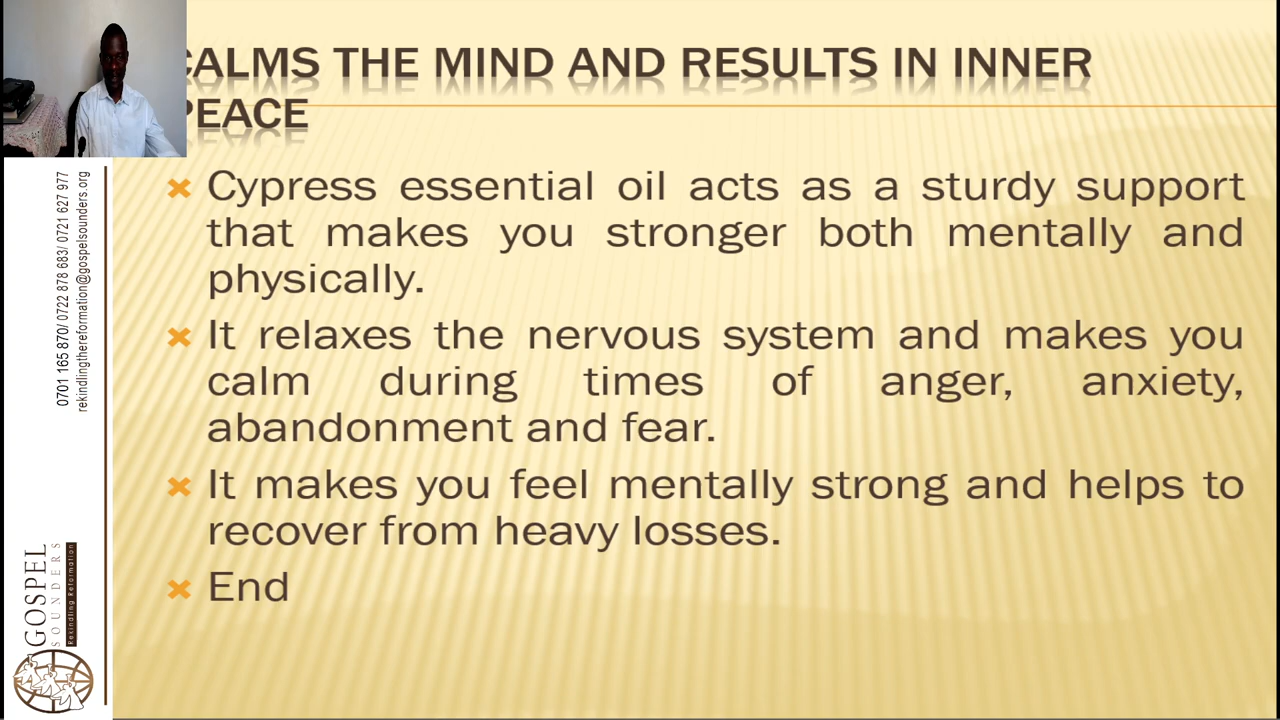 CALMS THE MIND AND RESULTS IN INNER
PEACE
Cypress essential oil acts as a sturdy support
that makes you stronger both mentally and
physically.
It relaxes the nervous system and makes you
calm during times of anger, anxiety,
abandonment and fear.
It makes you feel mentally strong and helps to
recover from heavy losses.
End
0701 165 870/ 0722 878 683/ 0721 627 977
rekindlingthereformation@gospelsounders.org
GOSPEL
SOUNDERS
Rekindling Reformation